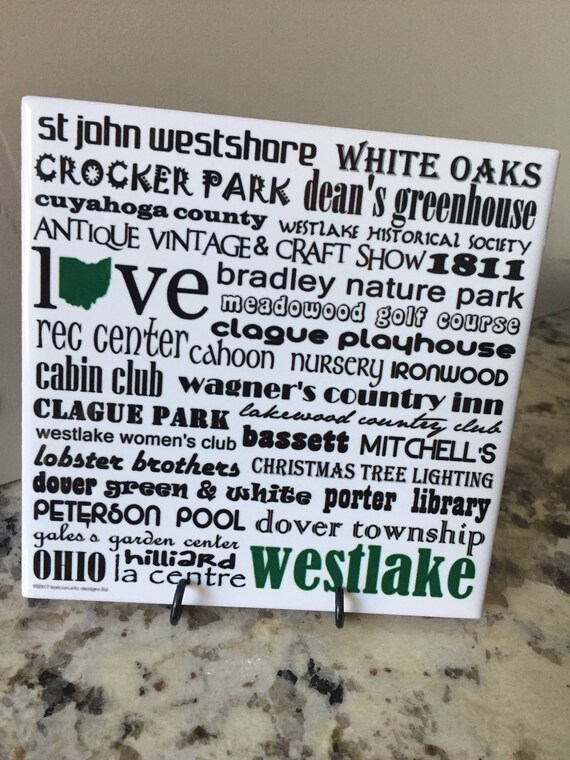 st john westshore WHITE OAKS
CROCKER PARK dean's greenhouse
cuyahoga county WESTLAKE HISTORICAL SOCIETY
ANTIQUE VINTAGE & CRAFT SHOW 1811
love bradley nature park
meadowood golf course
rec center clague playhouse
cahoon nursery IRONWOOD
cabin club wagner's country inn
CLAGUE PARK lakewood country club
westlake women's club bassett MITCHELL'S
lobster brothers CHRISTMAS TREE LIGHTING
dover green & white porter library
PETERSON POOL dover township
gales's garden center
OHIO hilliard westlake
la centre